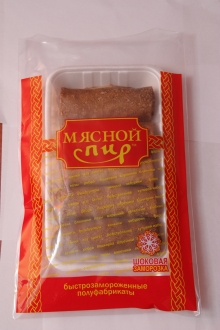 МЯСНОЙ
пир
ШОКОВАЯ
ЗАМОРОЗКА
быстрозамороженные
полуфабрикаты